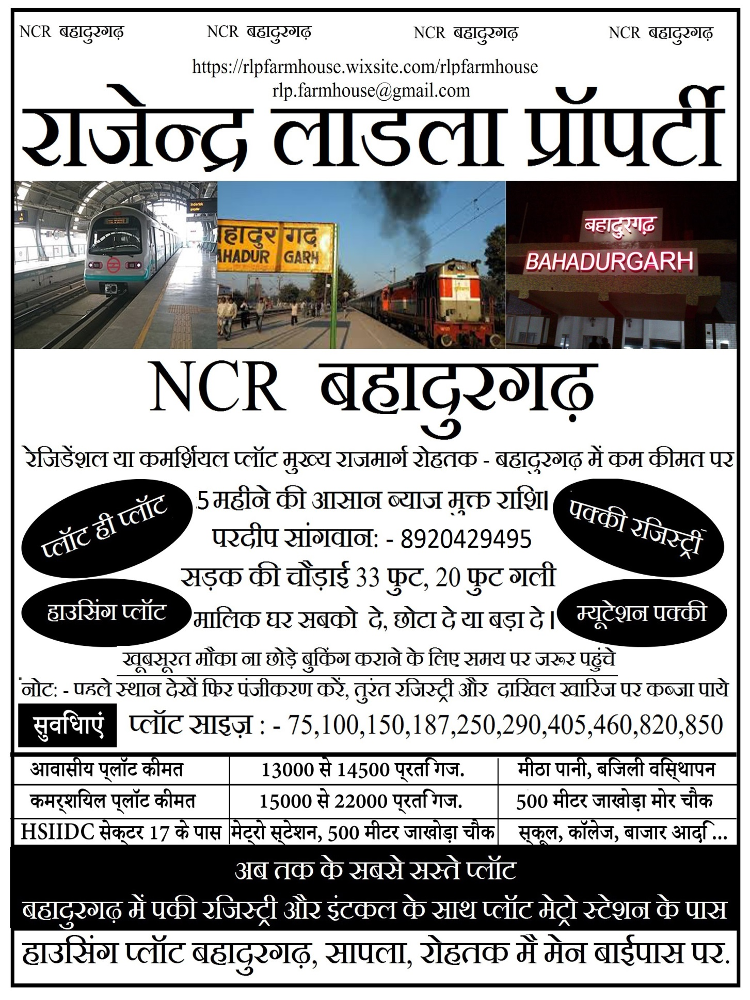 NCR बहादुरगढ़ NCR बहादुरगढ़ NCR बहादुरगढ़ NCR बहादुरगढ़
https://rlpfarmhouse.wixsite.com/rlpfarmhouse
rlp.farmhouse@gmail.com
राजेन्द्र लाडला प्रॉपर्टी
Inderlok
हादुर गढ
AHADUR GARH
बहादुरगढ़
BAHADURGARH
NCR बहादुरगढ़
रेजिडेंशल या कमर्शियल प्लॉट मुख्य राजमार्ग रोहतक - बहादुरगढ़ में कम कीमत पर
प्लॉट ही प्लॉट
5 महीने की आसान ब्याज मुक्त राशि।
पक्की रजिस्ट्री
परदीप सांगवान: - 8920429495
सड़क की चौड़ाई 33 फुट, 20 फुट गली
हाउसिंग प्लॉट
मालिक घर सबको दे, छोटा दे या बड़ा दे ।
म्यूटेशन पक्की
खूबसूरत मौका ना छोड़े बुकिंग कराने के लिए समय पर जरूर पहुंचे
नोट: - पहले स्थान देखें फिर पंजीकरण करें, तुरंत रजिस्ट्री और दाखिल खारिज पर कब्जा पाये
सुवधिाएं प्लॉट साइज़ : - 75,100,150,187,250,290,405,460,820,850
आवासीय प्लॉट कीमत 13000 से 14500 प्रतिगज. मीठा पानी, बजिली वस्थिापन
कमर्शयिल प्लॉट कीमत 15000 से 22000 प्रतिगज. 500 मीटर जाखोड़ा मोर चौक
HSIIDC सेक्टर 17 के पास मेट्रो स्टेशन, 500 मीटर जाखोड़ा चौक स्कूल, कॉलेज, बाजार आदि...
अब तक के सबसे सस्ते प्लॉट
बहादुरगढ़ में पकी रजिस्ट्री और इंटकल के साथ प्लॉट मेट्रो स्टेशन के पास
हाउसिंग प्लॉट बहादुरगढ़, सापला, रोहतक मै मेन बाईपास पर.